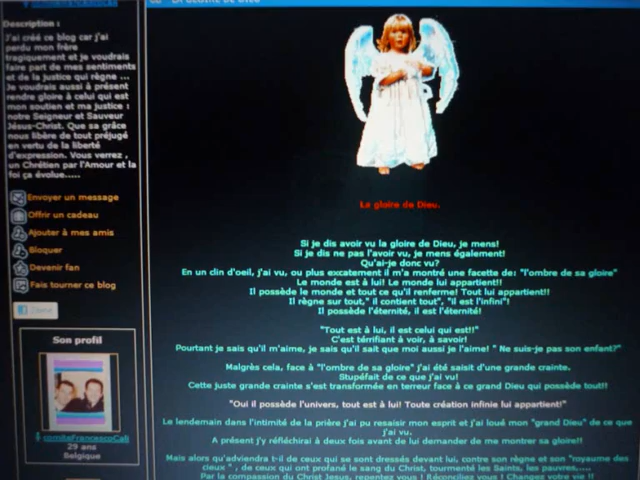 Description :
J'ai créé ce blog car j'ai
perdu mon frère
tragiquement et je voudrais
faire part de mes sentiments
et de la justice qui règne ...
Je voudrais aussi à présent
rendre gloire à celui qui est
mon soutien et ma justice :
notre Seigneur et Sauveur
Jésus-Christ. Que sa grâce
nous libère de tout préjugé
en vertu de la liberté
d'expression. Vous verrez ,
un Chrétien par l'Amour et la
foi ça évolue.....
Envoyer un message
Offrir un cadeau
Ajouter à mes amis
Bloquer
Devenir fan
Fais tourner ce blog
Son profil
comiteFrancescoCali
29 ans
Belgique
La gloire de Dieu.
Si je dis avoir vu la gloire de Dieu, je mens!
Si je dis ne pas l'avoir vu, je mens également!
Qu'ai-je donc vu?
En un clin d'oeil, j'ai vu, ou plus excatement il m'a montré une facette de: "l'ombre de sa gloire"
Le monde est à lui! Le monde lui appartient!!
Il possède le monde et tout ce qu'il renferme! Tout lui appartient!!
Il règne sur tout," il contient tout", "il est l'infini"!
Il possède l'éternité, il est l'éternité!
"Tout est à lui, il est celui qui est!!"
C'est térrifiant à voir, à savoir!
Pourtant je sais qu'il m'aime, je sais qu'il sait que moi aussi je l'aime! " Ne suis-je pas son enfant?"
Malgrès cela, face à "l'ombre de sa gloire" j'ai été saisit d'une grande crainte.
Stupéfait de ce que j'ai vu!
Cette juste grande crainte s'est transformée en terreur face à ce grand Dieu qui possède tout!!
"Oui il possède l'univers, tout est à lui! Toute création infinie lui appartient!"
Le lendemain dans l'intimité de la prière j'ai pu resaisir mon esprit et j'ai loué mon "grand Dieu" de ce que
j'ai vu.
A présent j'y réfléchirai à deux fois avant de lui demander de me montrer sa gloire!!
Mais alors qu'adviendra t-il de ceux qui se sont dressés devant lui, contre son règne et son "royaume des
cieux " , de ceux qui ont profané le sang du Christ, tourmenté les Saints, les pauvres.....
Par la compassion du Christ Jesus, repentez vous ! Réconciliez vous ! Changez votre vie !!